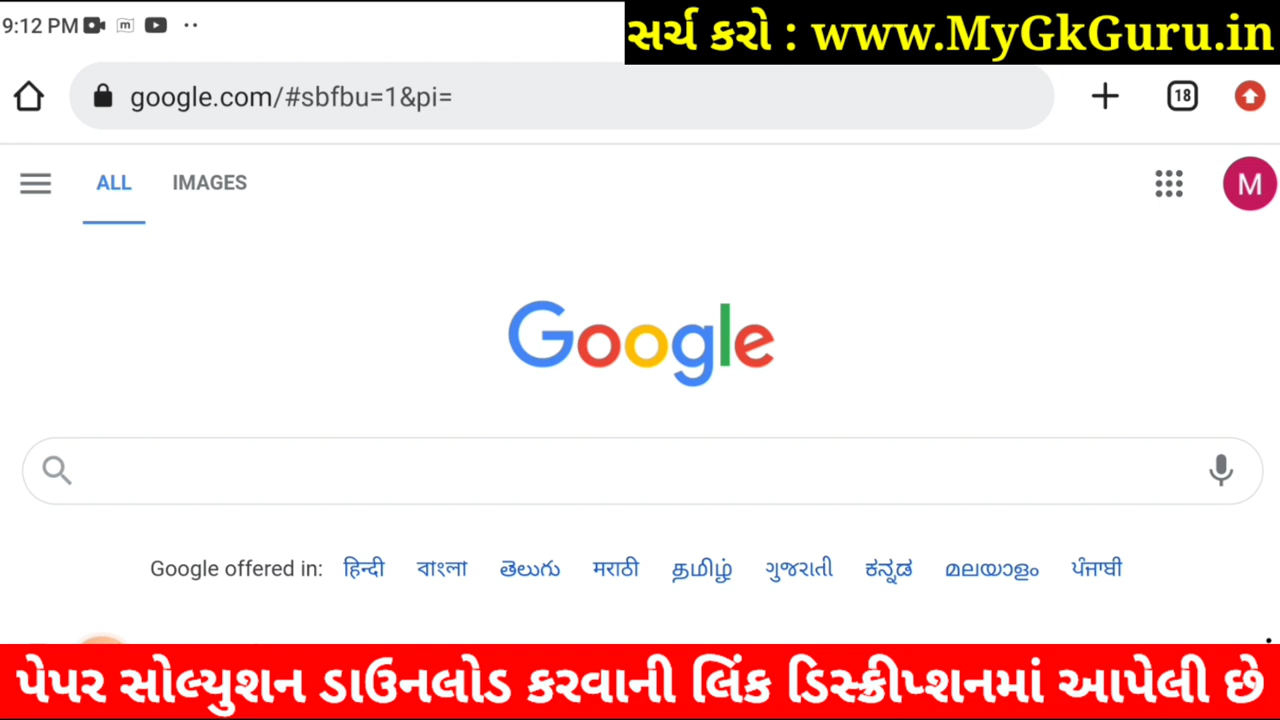 9:12 PM
સર્ચ કરો : www.MyGkGuru.in
google.com/#sbfbu=1&pi=
18
ALL IMAGES
M
Google
Google offered in: हिन्दी বাংলা తెలుగు मराठी தமிழ் ગુજરાતી ಕನ್ನಡ മലയാളം ਪੰਜਾਬੀ
પેપર સોલ્યુશન ડાઉનલોડ કરવાની લિંક ડિસ્ક્રીપ્શનમાં આપેલી છે